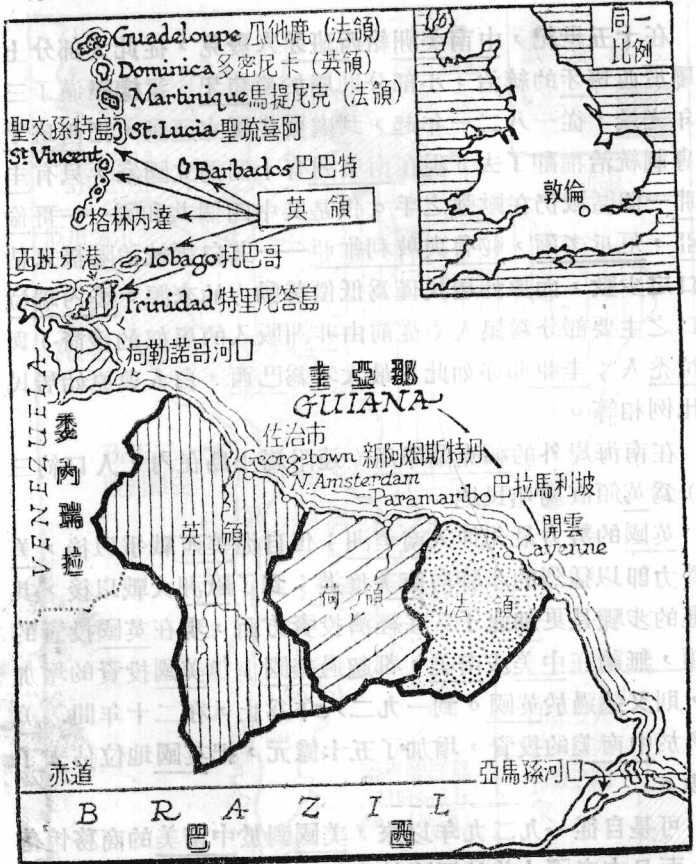 Guadeloupe 瓜他鹿 (法領)
Dominica 多密尼卡 (英領)
Martinique 馬提尼克 (法領)
聖文孫特島 St. Lucia 聖琉喜阿
St Vincent
Barbados 巴巴特
英領
格林內達
西班牙港 Tobago 托巴哥
Trinidad 特里尼答島
荷勒諾哥河口
同一
比例
敦倫
圭亞那
GUIANA
VENEZUELA
委內瑞拉
佐治市
Georgetown
新阿姆斯特丹
N. Amsterdam
Paramaribo 巴拉馬利坡
開雲
Cayenne
英領
荷領
法領
赤道
亞馬孫河口
BRAZIL
巴西